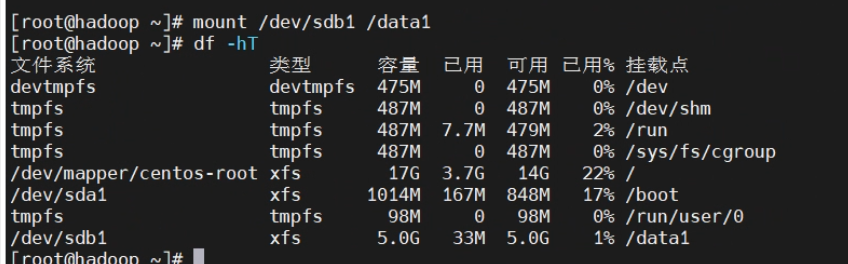 [root@hadoop ~]# mount /dev/sdb1 /data1
[root@hadoop ~]# df -hT
文件系统 类型 容量 已用 可用 已用% 挂载点
devtmpfs devtmpfs 475M 0 475M 0% /dev
tmpfs tmpfs 487M 0 487M 0% /dev/shm
tmpfs tmpfs 487M 7.7M 479M 2% /run
tmpfs tmpfs 487M 0 487M 0% /sys/fs/cgroup
/dev/mapper/centos-root xfs 17G 3.7G 14G 22% /
/dev/sda1 xfs 1014M 167M 848M 17% /boot
tmpfs tmpfs 98M 0 98M 0% /run/user/0
/dev/sdb1 xfs 5.0G 33M 5.0G 1% /data1
[root@hadoop ~]#